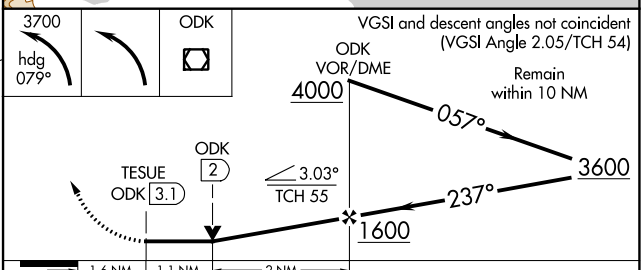 3700
hdg
079°
ODK
VGSI and descent angles not coincident
(VGSI Angle 2.05/TCH 54)
ODK
VOR/DME
Remain
within 10 NM
4000
057°
3600
237°
1600
ODK
2
3.03°
TCH 55
TESUE
ODK 3.1
1.6 NM
1.1 NM
2 NM